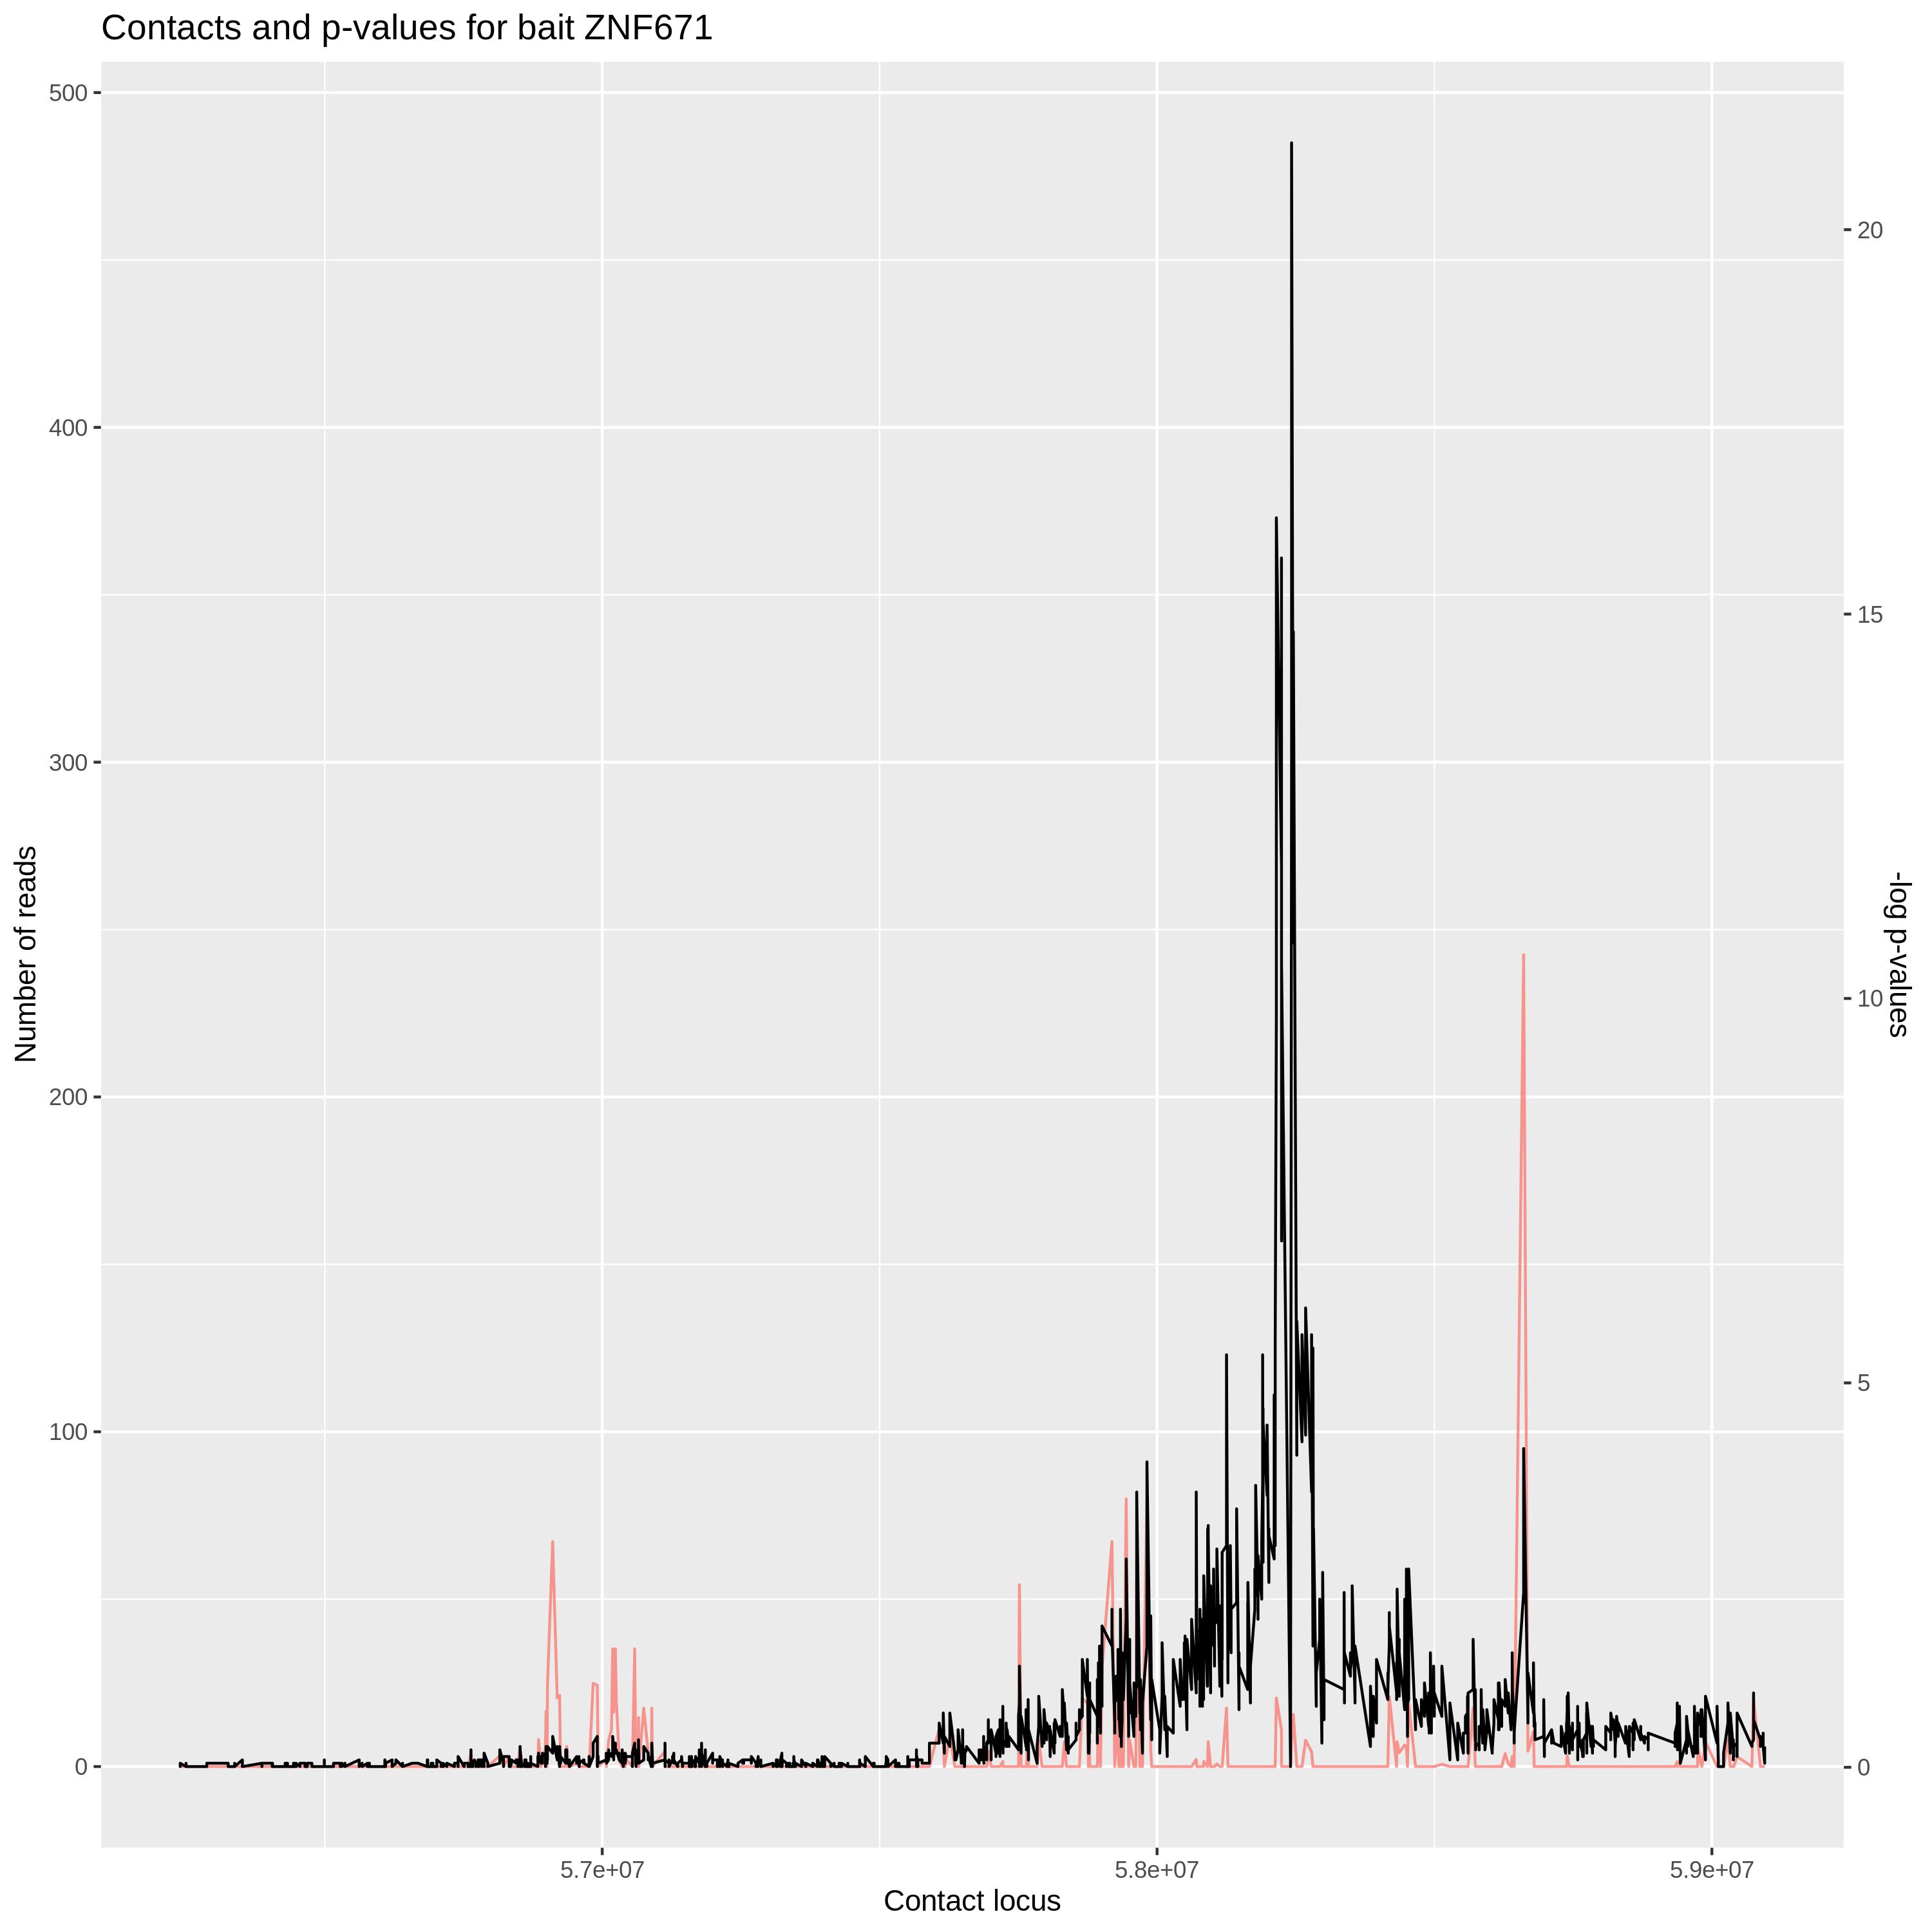 Contacts and p-values for bait ZNF671
500
400
300
200
100
0
Number of reads
20
15
10
5
0
-log p-values
5.7e+07
5.8e+07
5.9e+07
Contact locus